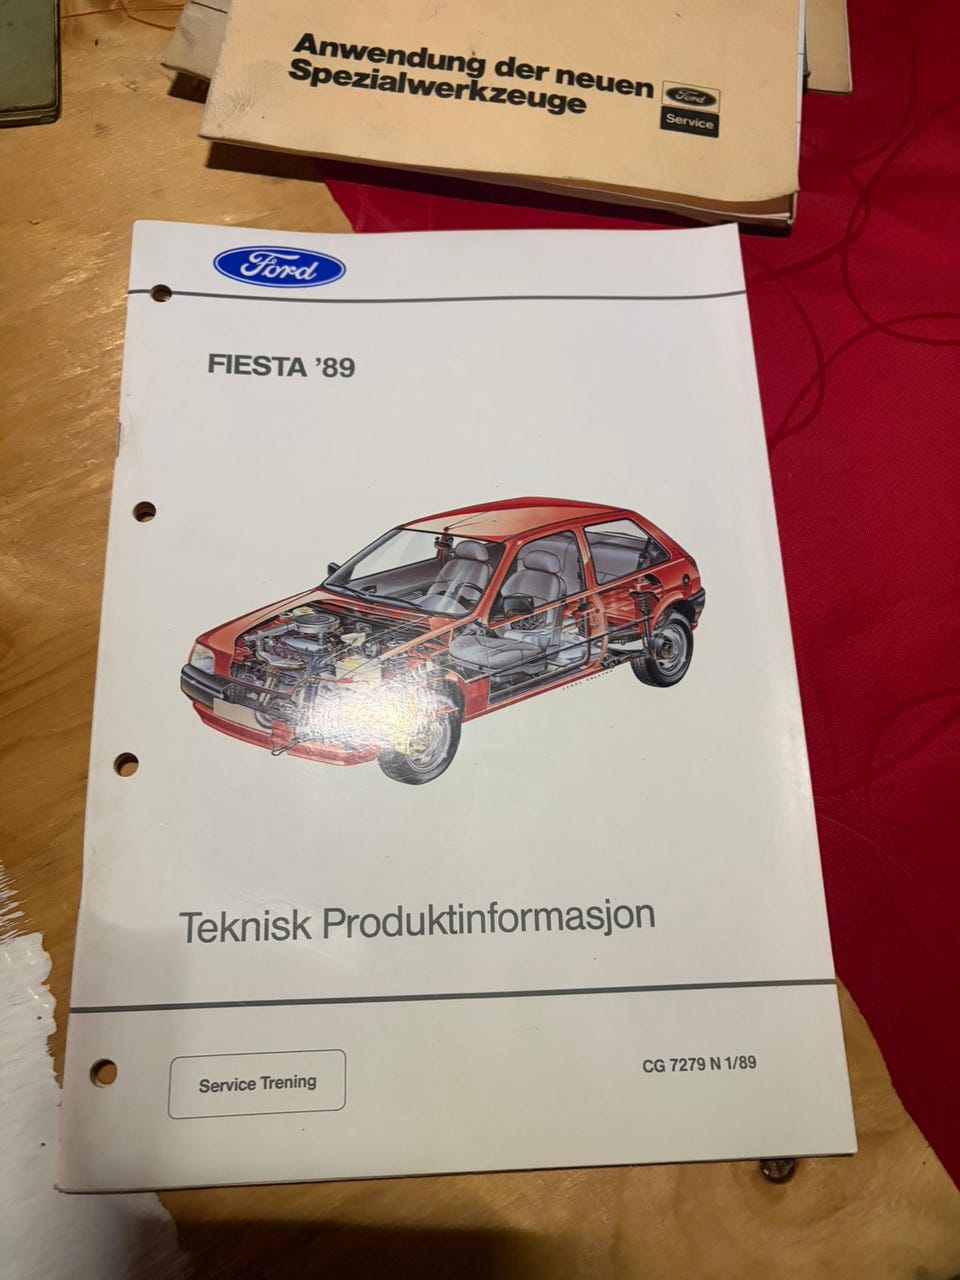 Anwendung der neuen
Spezialwerkzeuge
Ford
Service
Ford
FIESTA ’89
Teknisk Produktinformasjon
Service Trening
CG 7279 N 1/89